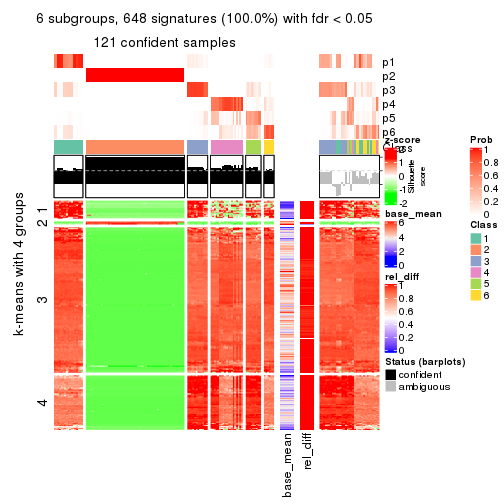 6 subgroups, 648 signatures (100.0%) with fdr < 0.05
121 confident samples
p1
p2
p3
p4
p5
p6
Class
Silhouette score
k-means with 4 groups
1
2
3
4
base_mean
rel_diff
z-score
2
1
0
-1
-2
base_mean
6
4
2
0
rel_diff
1
0.8
0.6
0.4
0.2
0
Status (barplots)
confident
ambiguous
Prob
1
0.8
0.6
0.4
0.2
0
Class
1
2
3
4
5
6